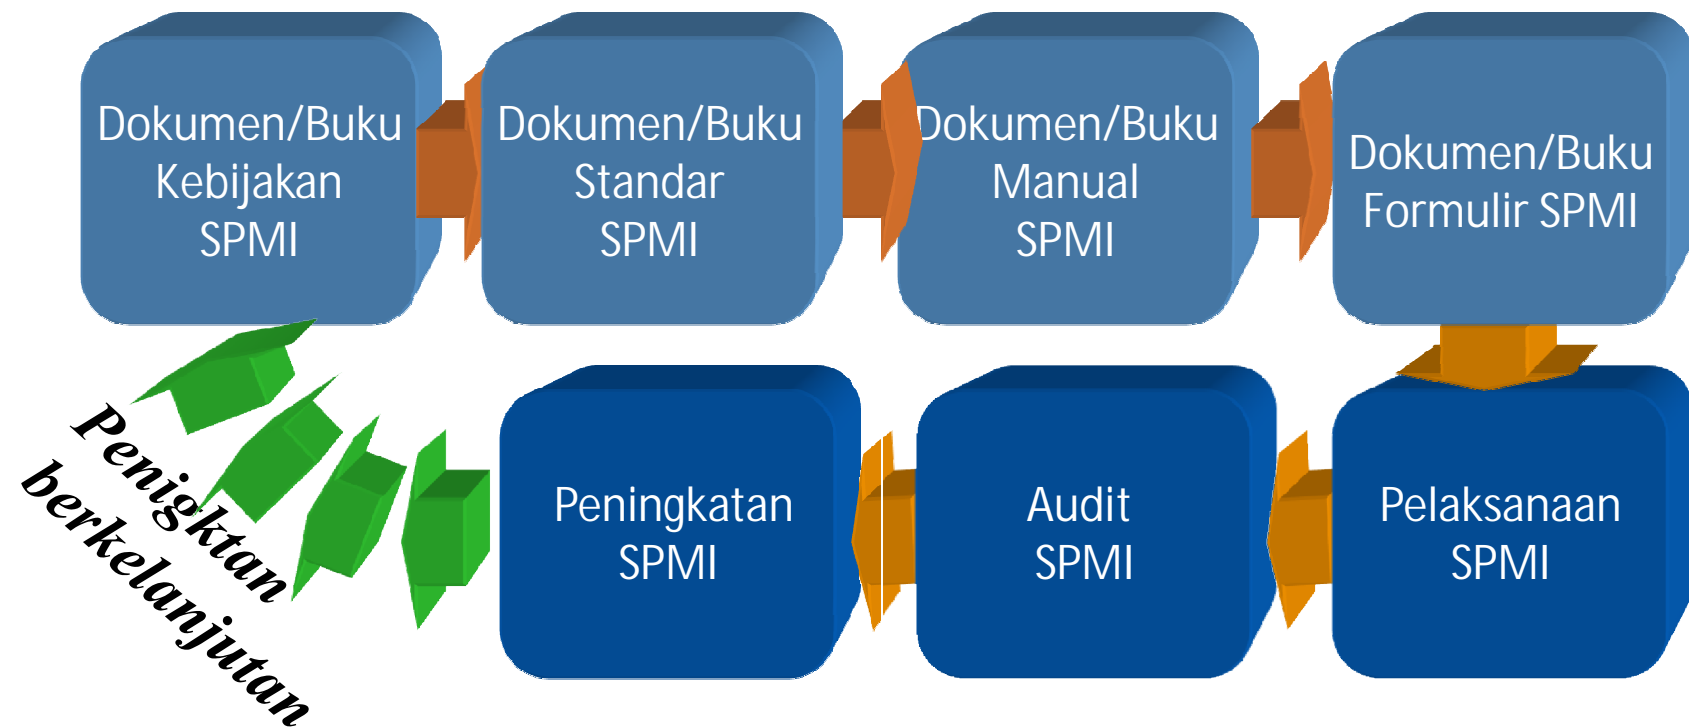 Dokumen/Buku
Kebijakan
SPMI
Dokumen/Buku
Standar
SPMI
Dokumen/Buku
Manual
SPMI
Dokumen/Buku
Formulir SPMI
Pelaksanaan
SPMI
Audit
SPMI
Peningkatan
SPMI
Penigktan
berkelanjutan